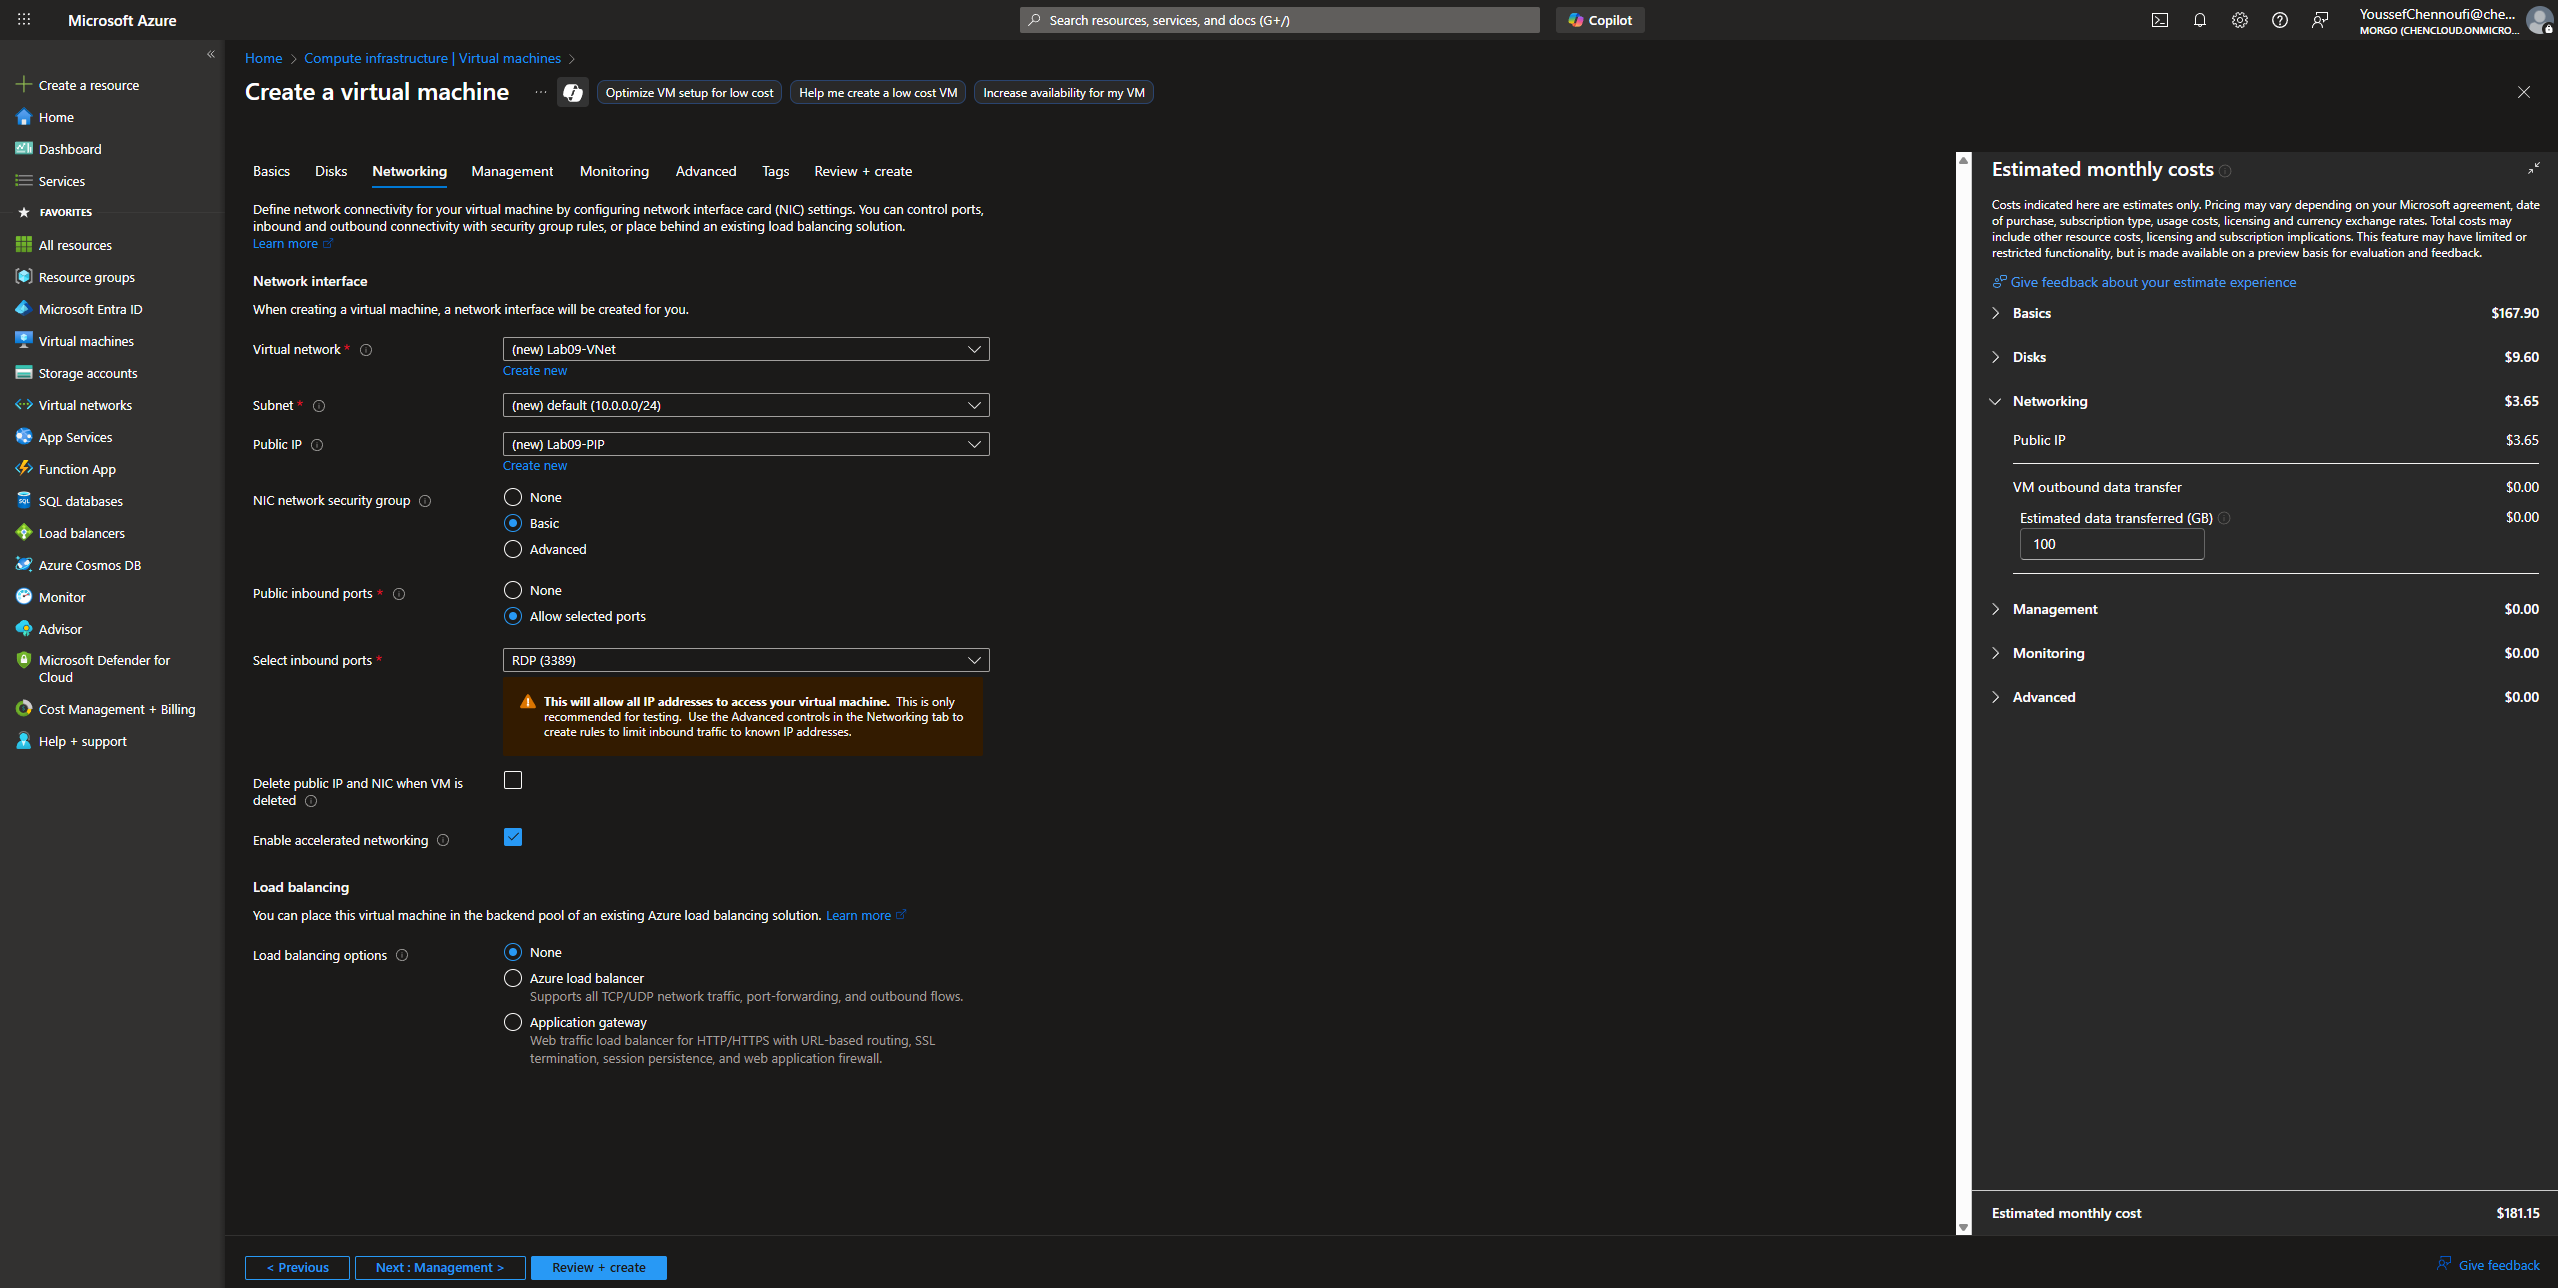 Microsoft Azure
Search resources, services, and docs (G+/)
Copilot
YoussefChennoufi@che...
MORGO (CHENCLOUD.ONMICRO...
Create a resource
Home
Dashboard
Services
FAVORITES
All resources
Resource groups
Microsoft Entra ID
Virtual machines
Storage accounts
Virtual networks
App Services
Function App
SQL databases
Load balancers
Azure Cosmos DB
Monitor
Advisor
Microsoft Defender for
Cloud
Cost Management + Billing
Help + support
Home > Compute infrastructure | Virtual machines >
Create a virtual machine ...
Optimize VM setup for low cost
Help me create a low cost VM
Increase availability for my VM
Basics Disks Networking Management Monitoring Advanced Tags Review + create
Define network connectivity for your virtual machine by configuring network interface card (NIC) settings. You can control ports,
inbound and outbound connectivity with security group rules, or place behind an existing load balancing solution.
Learn more
Network interface
When creating a virtual machine, a network interface will be created for you.
Virtual network *
(new) Lab09-VNet
Create new
Subnet *
(new) default (10.0.0.0/24)
Public IP
(new) Lab09-PIP
Create new
NIC network security group
None
Basic
Advanced
Public inbound ports *
None
Allow selected ports
Select inbound ports *
RDP (3389)
This will allow all IP addresses to access your virtual machine. This is only
recommended for testing. Use the Advanced controls in the Networking tab to
create rules to limit inbound traffic to known IP addresses.
Delete public IP and NIC when VM is
deleted
Enable accelerated networking
Load balancing
You can place this virtual machine in the backend pool of an existing Azure load balancing solution. Learn more
Load balancing options
None
Azure load balancer
Supports all TCP/UDP network traffic, port-forwarding, and outbound flows.
Application gateway
Web traffic load balancer for HTTP/HTTPS with URL-based routing, SSL
termination, session persistence, and web application firewall.
< Previous
Next : Management >
Review + create
Estimated monthly costs
Costs indicated here are estimates only. Pricing may vary depending on your Microsoft agreement, date
of purchase, subscription type, usage costs, licensing and currency exchange rates. Total costs may
include other resource costs, licensing and subscription implications. This feature may have limited or
restricted functionality, but is made available on a preview basis for evaluation and feedback.
Give feedback about your estimate experience
Basics $167.90
Disks $9.60
Networking $3.65
Public IP $3.65
VM outbound data transfer $0.00
Estimated data transferred (GB) $0.00
100
Management $0.00
Monitoring $0.00
Advanced $0.00
Estimated monthly cost $181.15
Give feedback